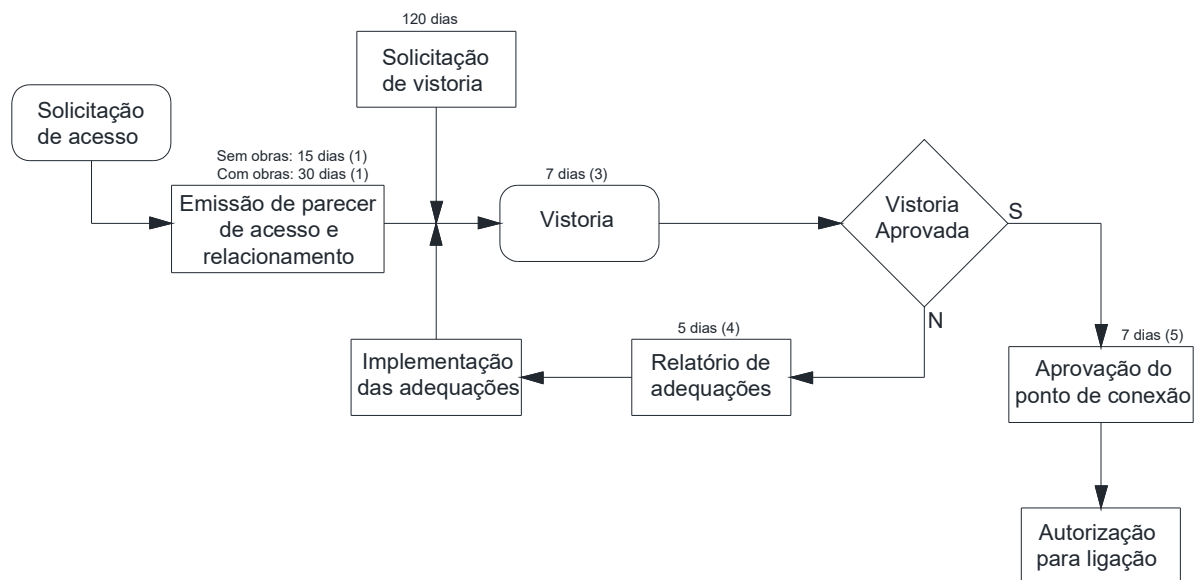 120 dias
Solicitação
de vistoria
Solicitação
de acesso
Sem obras: 15 dias (1)
Com obras: 30 dias (1)
Emissão de parecer
de acesso e
relacionamento
7 dias (3)
Vistoria
Vistoria
Aprovada
S
N
5 dias (4)
Relatório de
adequações
Implementação
das adequações
7 dias (5)
Aprovação do
ponto de conexão
Autorização
para ligação